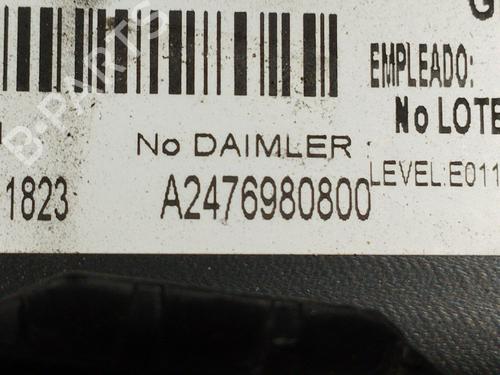 EMPLEADO:
No LOTE
No DAIMLER
LEVEL:E011
1823 A2476980800
B-PARTS